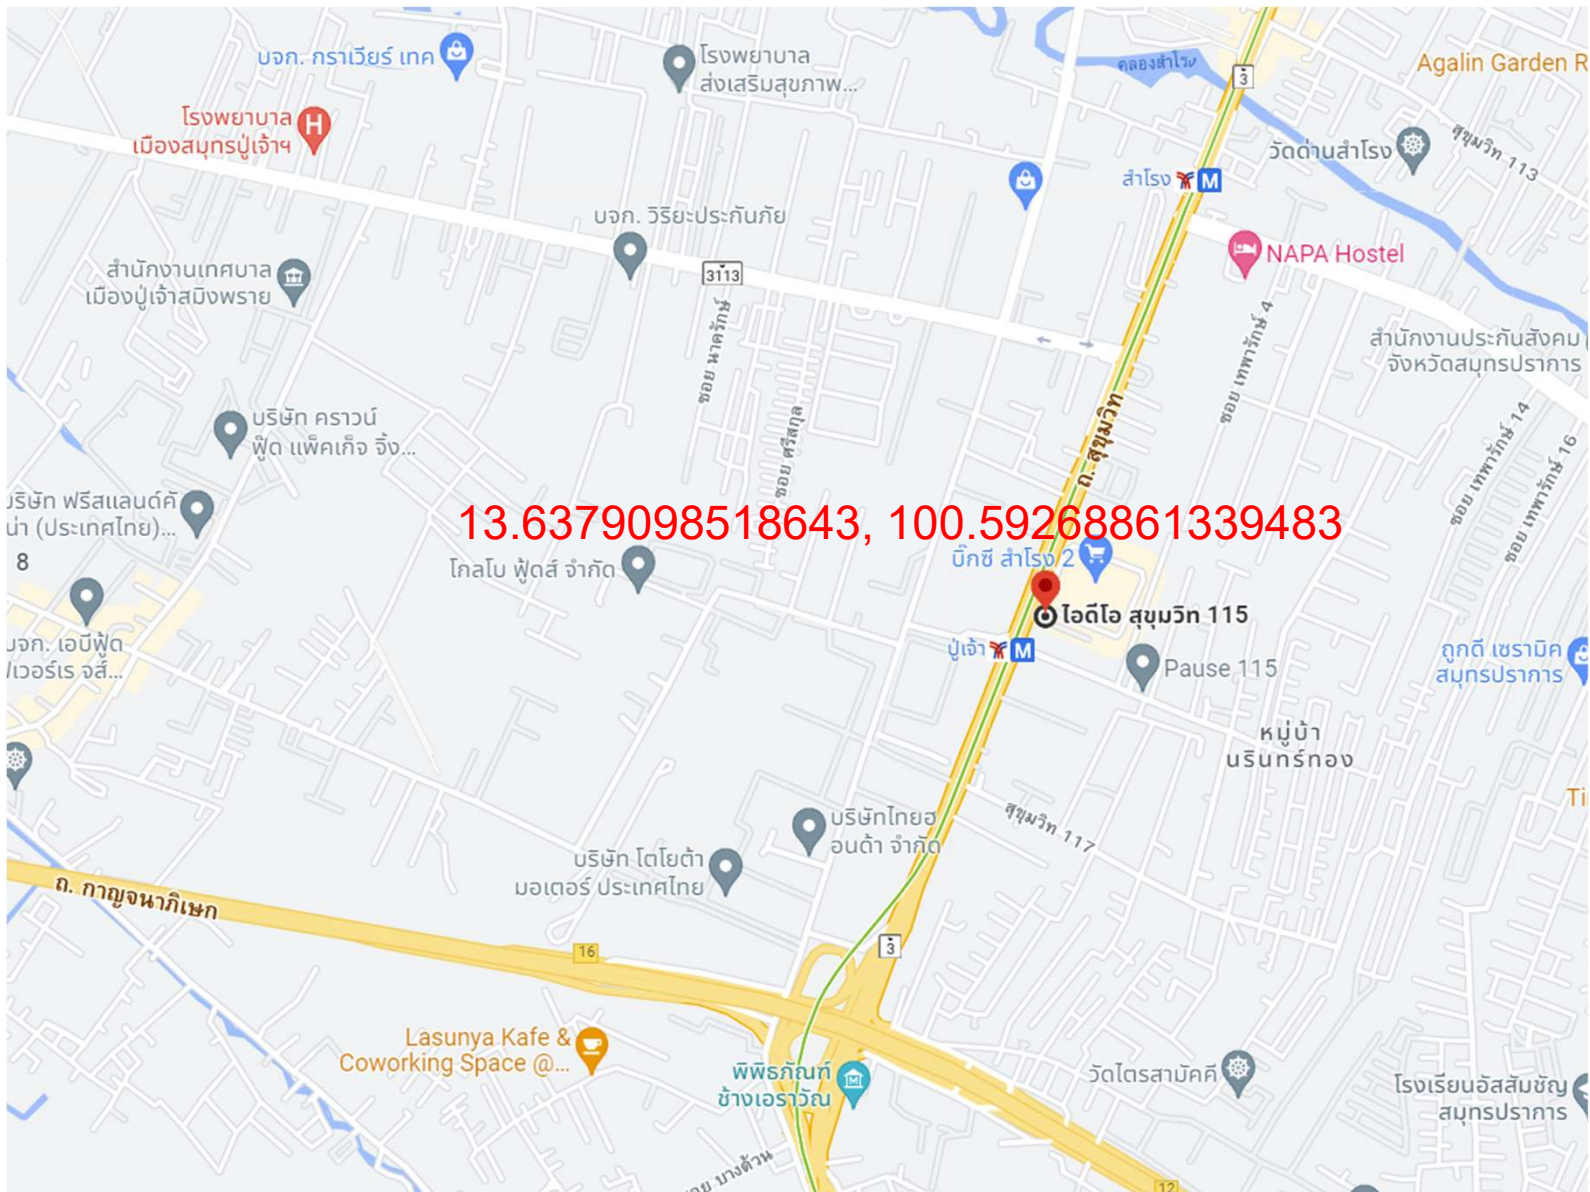 บจก. กราเวียร์ เทค
โรงพยาบาล
ส่งเสริมสุขภาพ...
คลองสำโรง
3
Agalin Garden R
โรงพยาบาล
เมืองสมุทรปู่เจ้าฯ
H
วัดด่านสำโรง
สุขุมวิท 113
สำโรง M
บจก. วิริยะประกันภัย
NAPA Hostel
สำนักงานเทศบาล
เมืองปู่เจ้าสมิงพราย
3113
ซอย นาครักษ์
ซอย เทพารักษ์ 4
สำนักงานประกันสังคม
จังหวัดสมุทรปราการ
บริษัท คราวน์
ฟู๊ด แพ็คเก็จ จิ้ง...
ซอย ศรีสกุล
ถ. สุขุมวิท
ซอย เทพารักษ์ 14
ซอย เทพารักษ์ 16
บริษัท ฟรีสแลนด์คั
น่า (ประเทศไทย)...
13.6379098518643, 100.59268861339483
8
โกลโบ ฟู้ดส์ จำกัด
บิ๊กซี สำโรง 2
ไอดีโอ สุขุมวิท 115
บจก. เอบีฟู้ด
ปู่เจ้า M
Pause 115
ถูกดี เซรามิค
สมุทรปราการ
หมู่บ้า
นรินทร์ทอง
Ti
บริษัทไทยฮ
อนด้า จำกัด
สุขุมวิท 117
บริษัท โตโยต้า
มอเตอร์ ประเทศไทย
ถ. กาญจนาภิเษก
16
3
Lasunya Kafe &
Coworking Space @...
พิพิธภัณฑ์
ช้างเอราวัณ
วัดไตรสามัคคี
โรงเรียนอัสสัมชัญ
สมุทรปราการ
บางด้วน
12